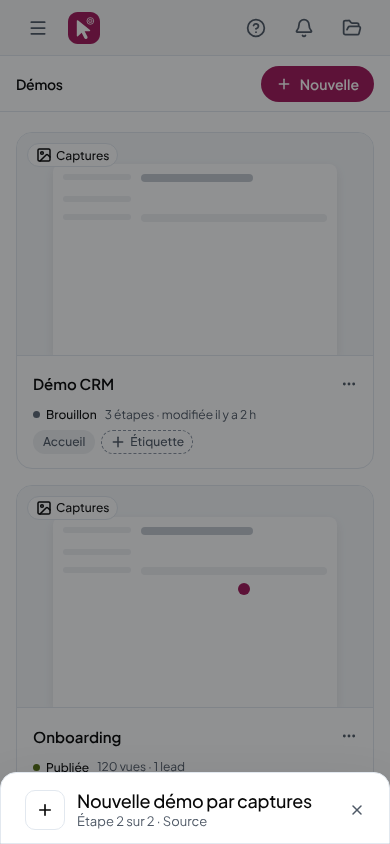 Démos
Nouvelle
Captures
Démo CRM
Brouillon 3 étapes · modifiée il y a 2 h
Accueil Étiquette
Captures
Onboarding
Publiée 120 vues · 1 lead
Nouvelle démo par captures
Étape 2 sur 2 · Source